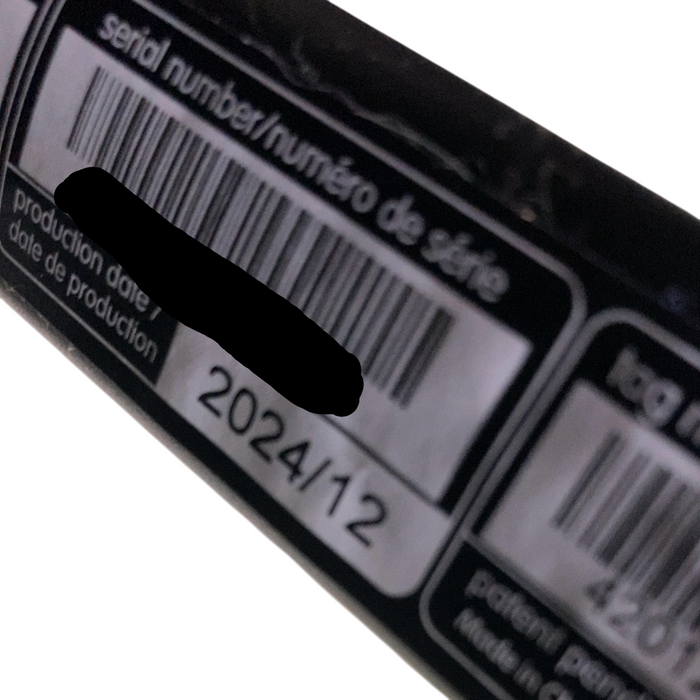 serial number/numéro de série
production date /
date de production
2024/12
patent
Made in